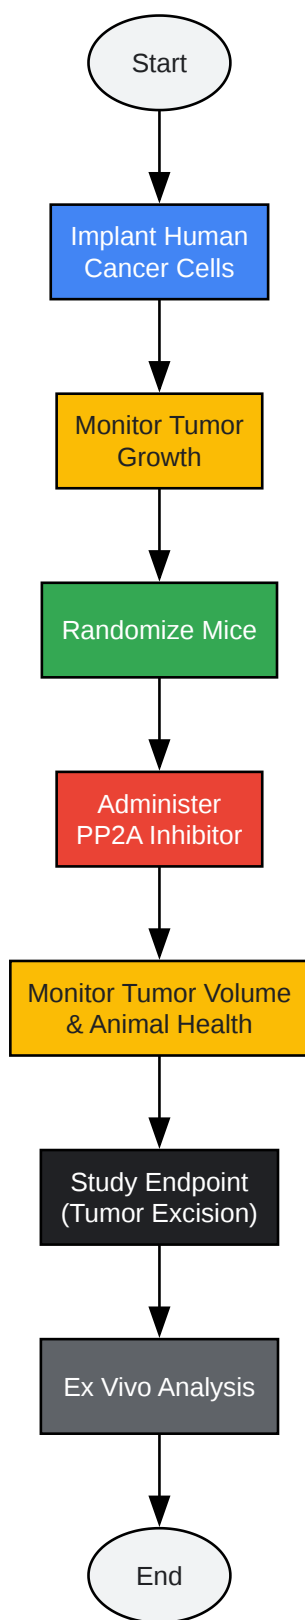 Start
Implant Human
Cancer Cells
Monitor Tumor
Growth
Randomize Mice
Administer
PP2A Inhibitor
Monitor Tumor Volume
& Animal Health
Study Endpoint
(Tumor Excision)
Ex Vivo Analysis
End